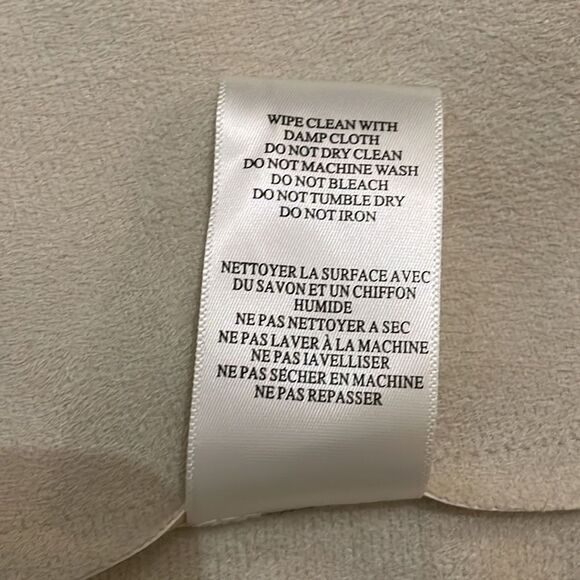 WIPE CLEAN WITH
DAMP CLOTH
DO NOT DRY CLEAN
DO NOT MACHINE WASH
DO NOT BLEACH
DO NOT TUMBLE DRY
DO NOT IRON
NETTOYER LA SURFACE AVEC
DU SAVON ET UN CHIFFON
HUMIDE
NE PAS NETTOYER A SEC
NE PAS LAVER À LA MACHINE
NE PAS IAVELLISER
NE PAS SÉCHER EN MACHINE
NE PAS REPASSER